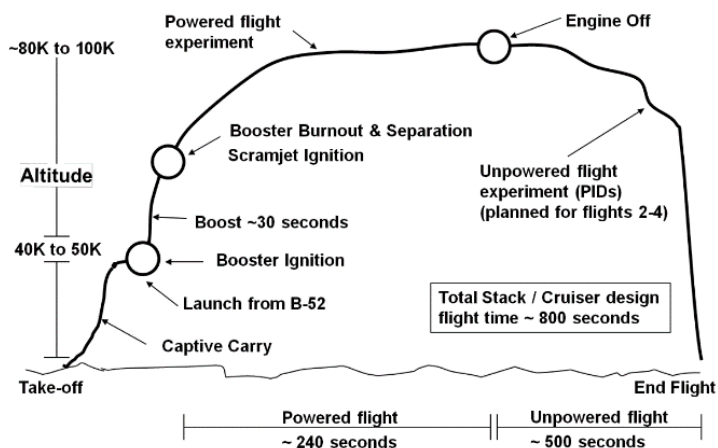 Powered flight
experiment
Engine Off
~80K to 100K
Booster Burnout & Separation
Scramjet Ignition
Altitude
Unpowered flight
experiment (PIDs)
(planned for flights 2-4)
Boost ~30 seconds
40K to 50K
Booster Ignition
Launch from B-52
Total Stack / Cruiser design
flight time ~ 800 seconds
Captive Carry
Take-off
End Flight
Powered flight
~ 240 seconds
Unpowered flight
~ 500 seconds